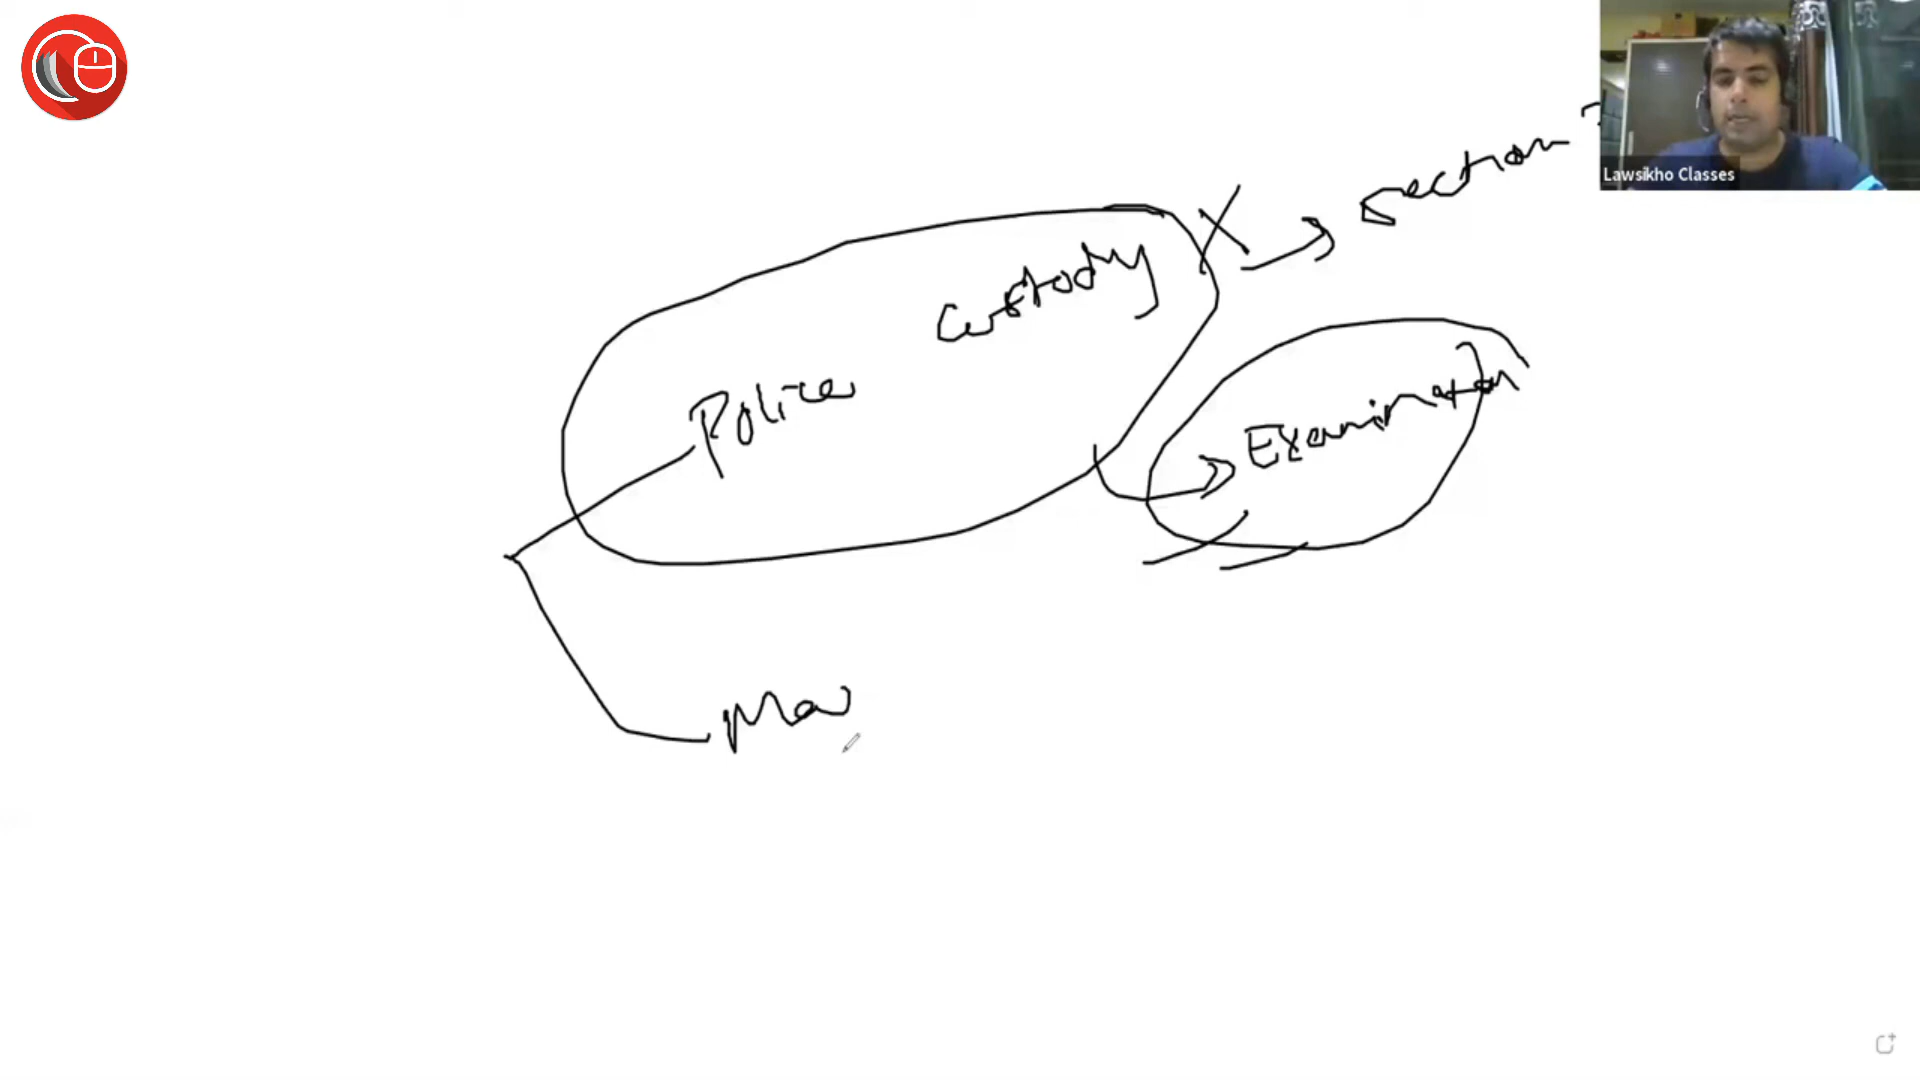 Lawsikho Classes
section
custody
Police
Examination
Ma